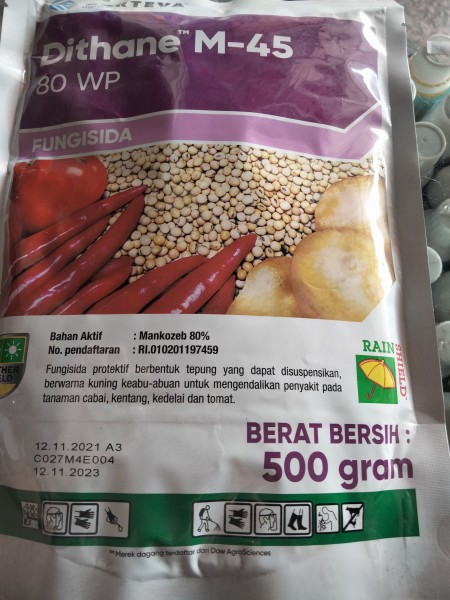 Dithane™ M-45
80 WP
FUNGISIDA
Bahan Aktif : Mankozeb 80%
No. pendaftaran : RI.010201197459
Fungisida protektif berbentuk tepung yang dapat disuspensikan,
berwarna kuning keabu-abuan untuk mengendalikan penyakit pada
tanaman cabai, kentang, kedelai dan tomat.
RAIN
SHIELD
12.11.2021 A3
C027M4E004
12.11.2023
BERAT BERSIH :
500 gram
™Merek dagang terdaftar dari Dow AgroSciences